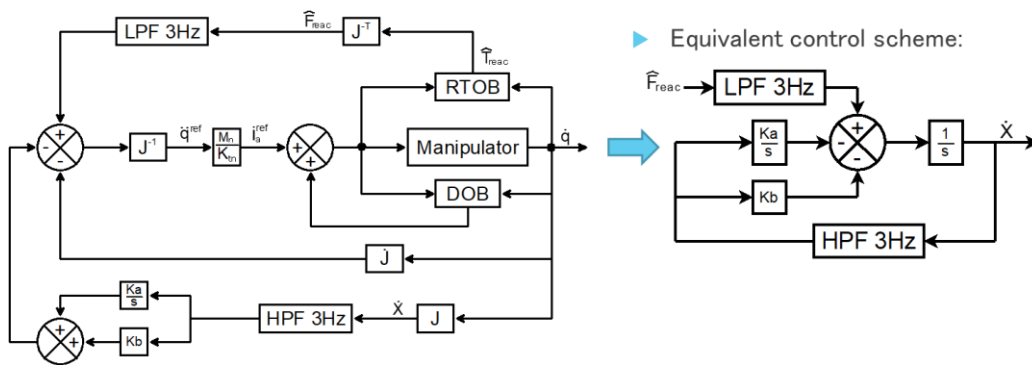 F̂reac
T̂reac
LPF 3Hz
J-T
RTOB
+
-
-
J-1
q̈ref
Mn
Ktn
iaref
+
+
Manipulator
q̇
DOB
J̇
Ka
s
+
+
Kb
HPF 3Hz
Ẋ
J
Equivalent control scheme:
F̂reac
LPF 3Hz
Ka
s
+
-
-
1
s
Ẋ
Kb
HPF 3Hz